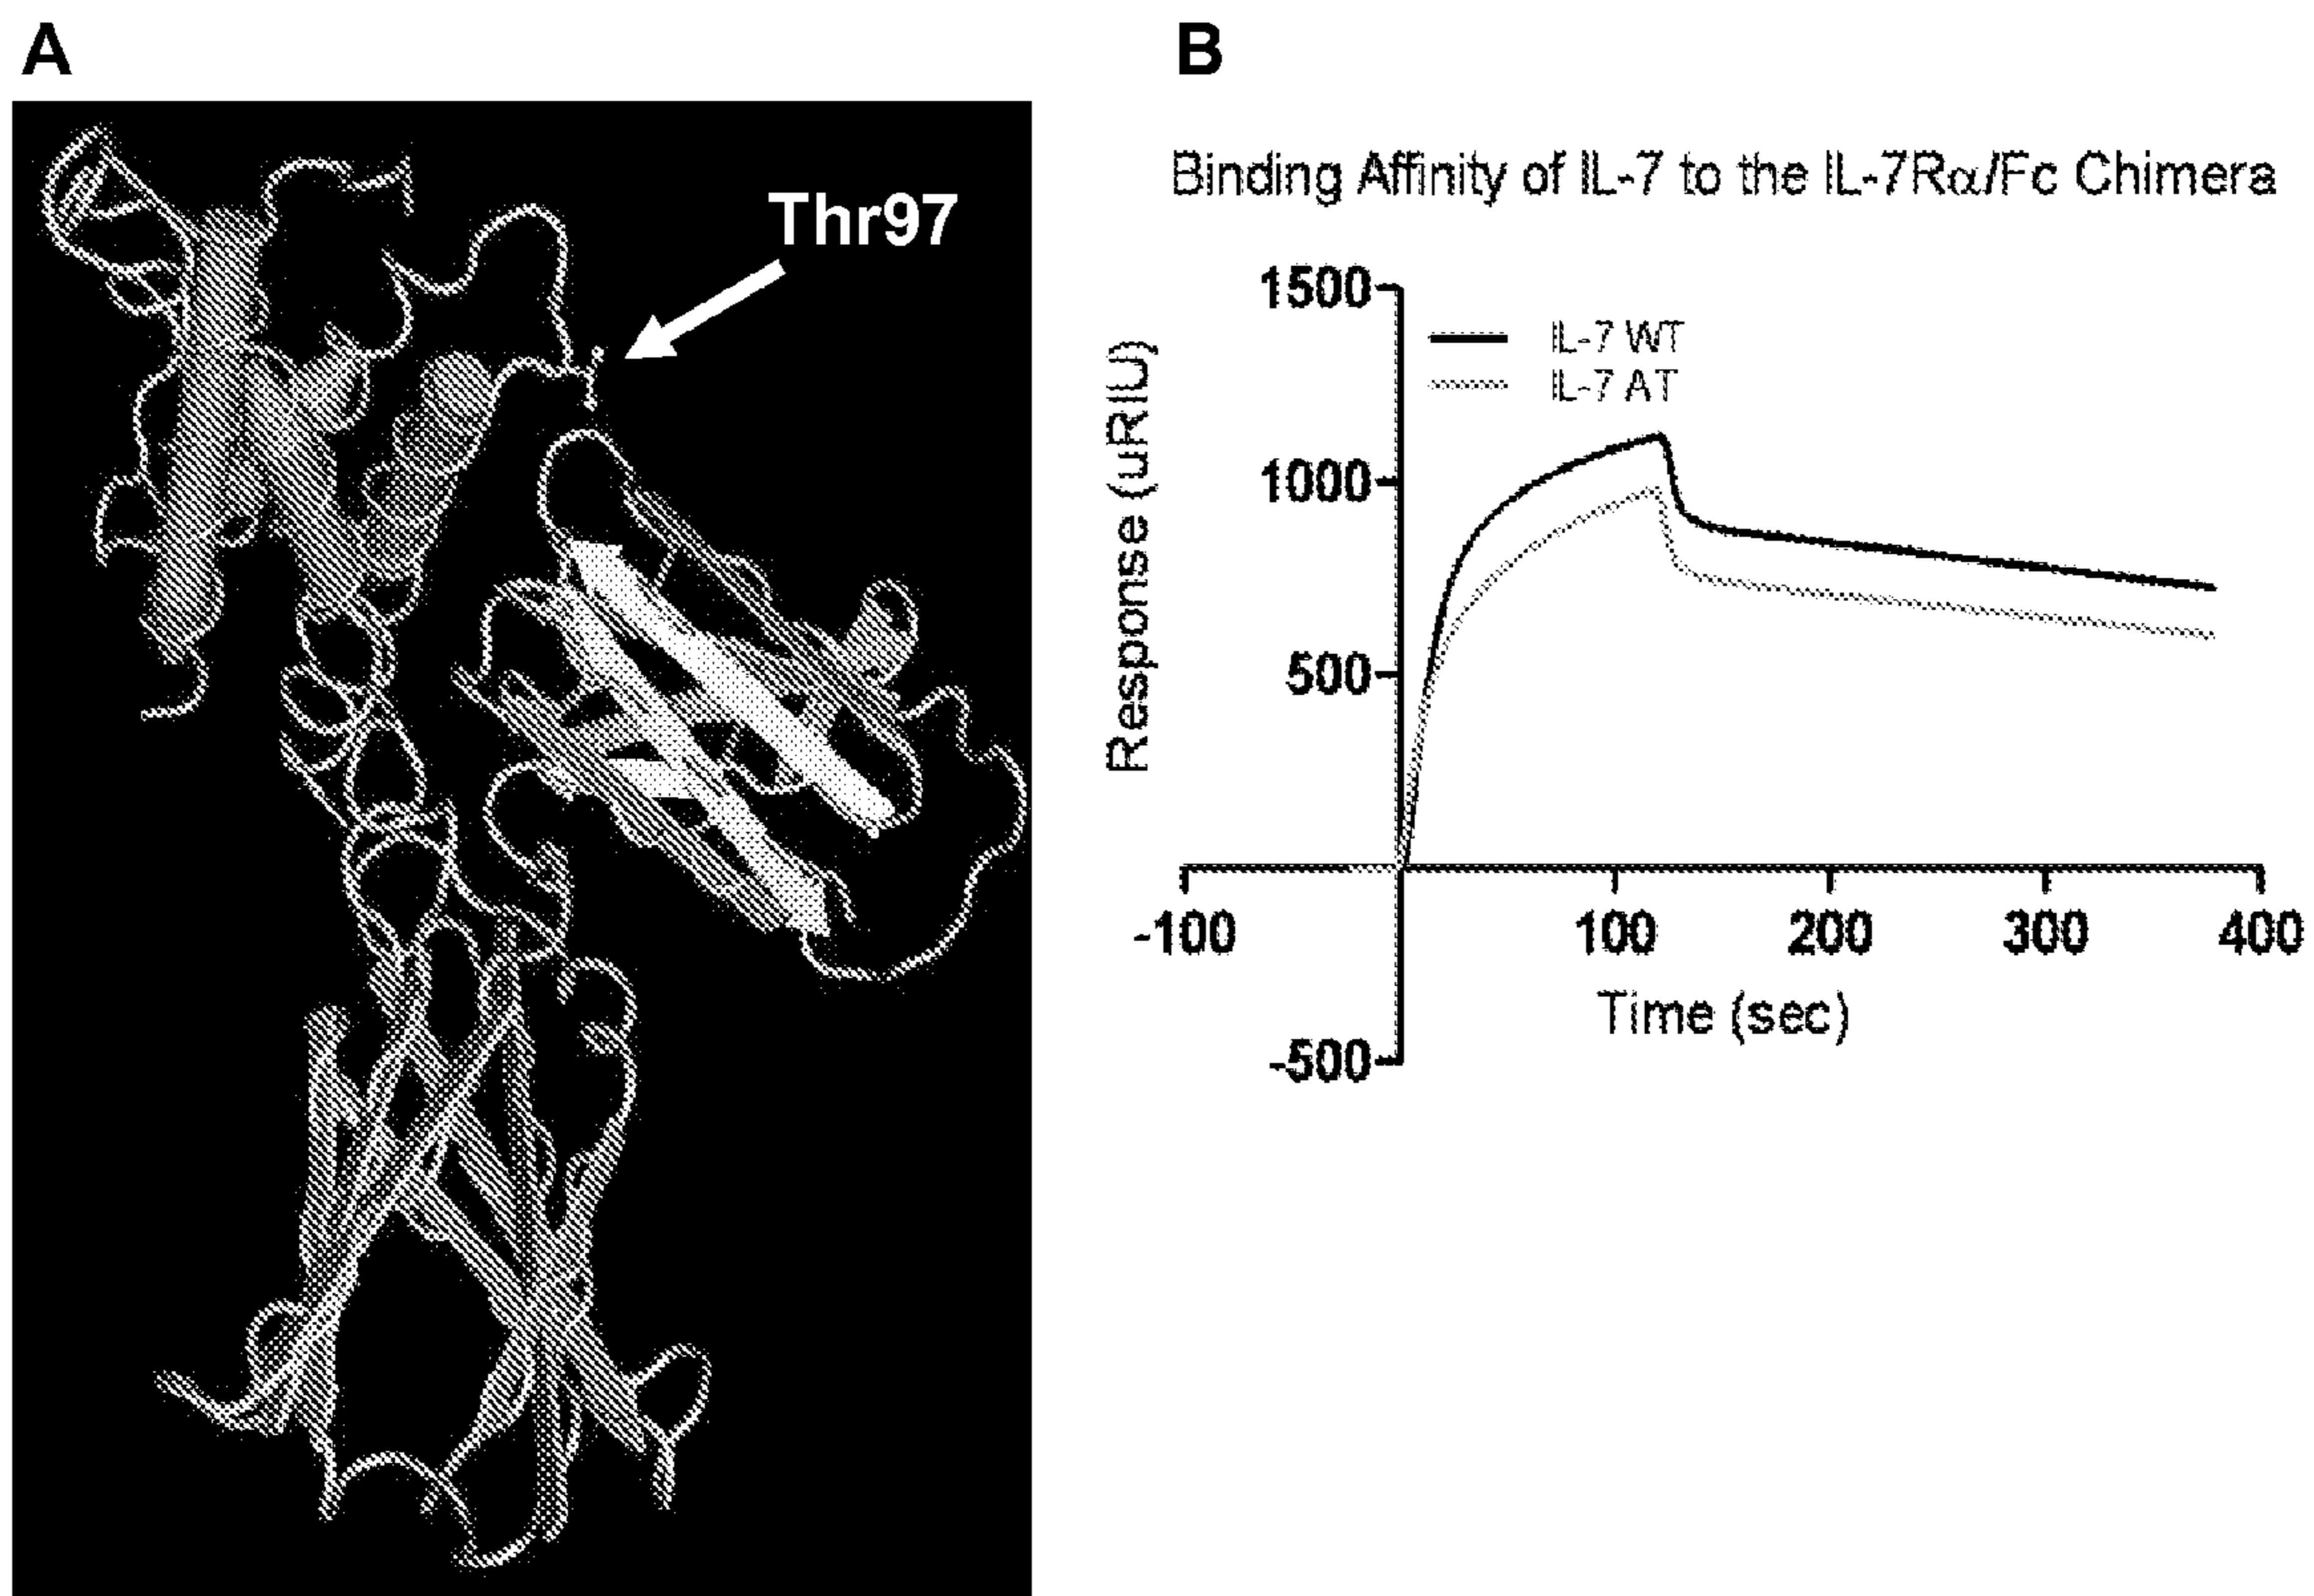 A
Thr97
B
Binding Affinity of IL-7 to the IL-7Rα/Fc Chimera
Response (uRIU)
1500
1000
500
-500
IL-7 WT
IL-7 AT
-100
100
200
300
400
Time (sec)